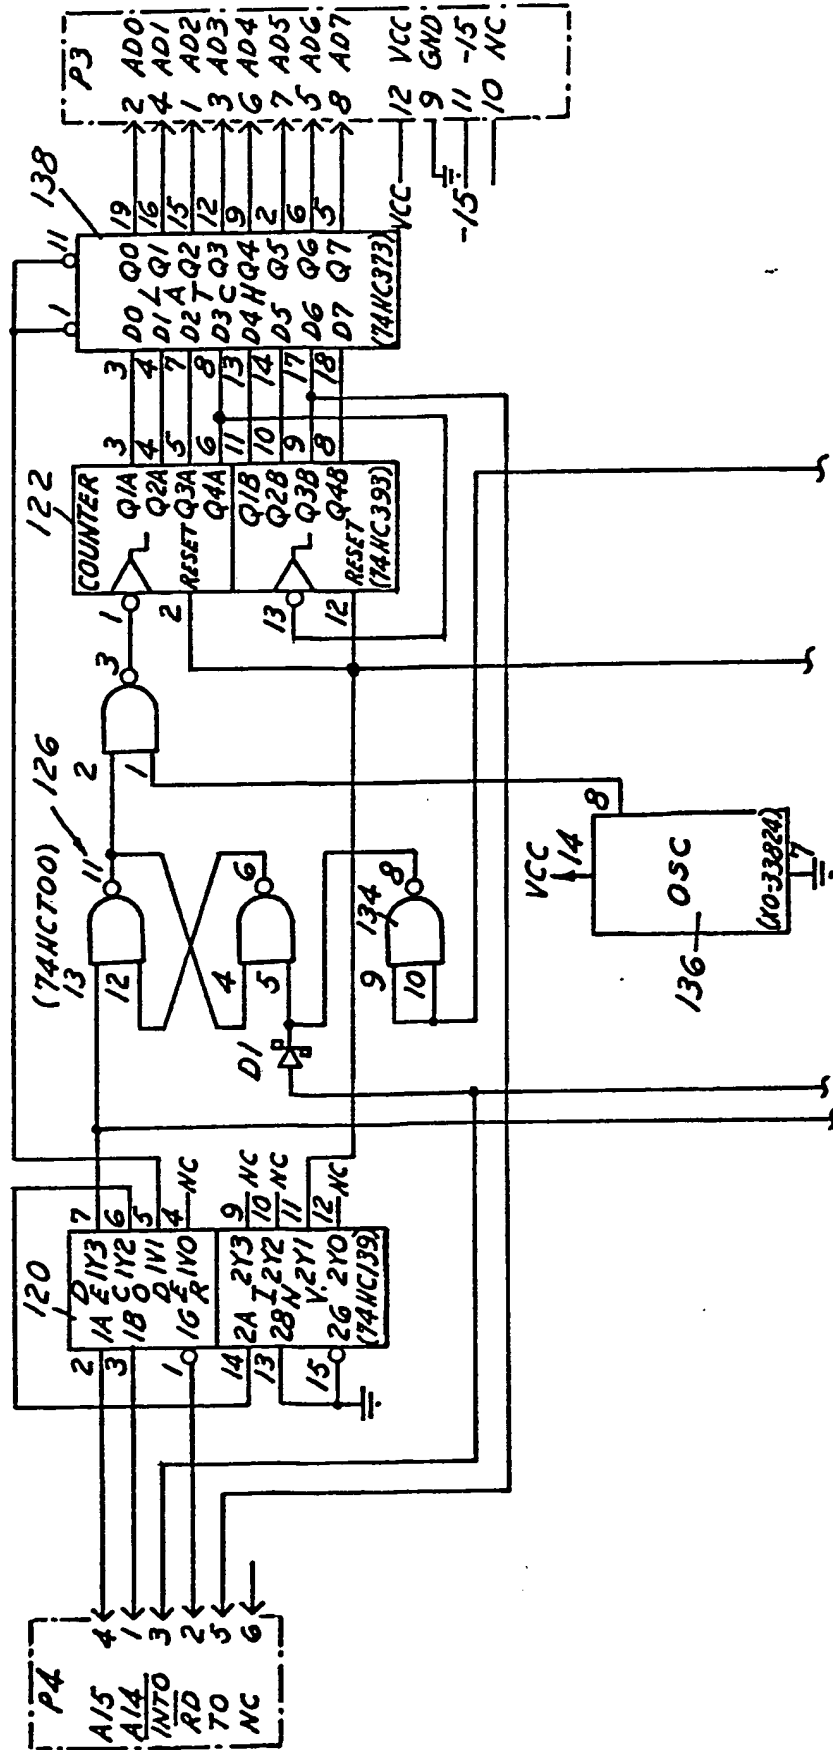 P4
A15 4
A14 1
INT0 3
RD 2
T0 5
NC 6
120
DECODER
DIV.
2 1A 1Y3 7
3 1B 1Y2 6
1Y1 5
1 1G 1Y0 4 NC
14 2A 2Y3 9 NC
13 2B 2Y2 10 NC
2Y1 11
15 2G 2Y0 12 NC
(74HC139)
(74HCT00)
126
13
12
11
4
5
6
D1
134
9
10
8
2
1
3
VCC
14
OSC
8
136
(XO-33824)
7
122
COUNTER
1 Q1A 3
Q2A 4
Q3A 5
2 RESET Q4A 6
Q1B 11
Q2B 10
13 Q3B 9
Q4B 8
12 RESET
(74HC393)
138
1 11
LATCH
3 D0 Q0 19
4 D1 Q1 16
7 D2 Q2 15
8 D3 Q3 12
13 D4 Q4 9
14 D5 Q5 2
17 D6 Q6 6
18 D7 Q7 5
(74HC373)
P3
2 AD0
4 AD1
1 AD2
3 AD3
6 AD4
7 AD5
5 AD6
8 AD7
VCC 12 VCC
9 GND
-15 11 -15
10 NC